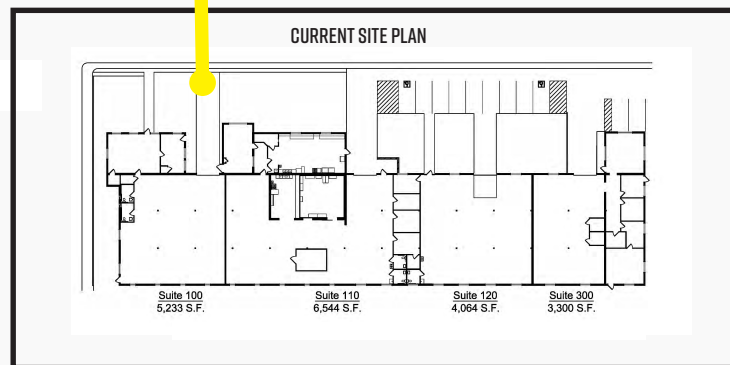 CURRENT SITE PLAN
Suite 100
5,233 S.F.
Suite 110
6,544 S.F.
Suite 120
4,064 S.F.
Suite 300
3,300 S.F.